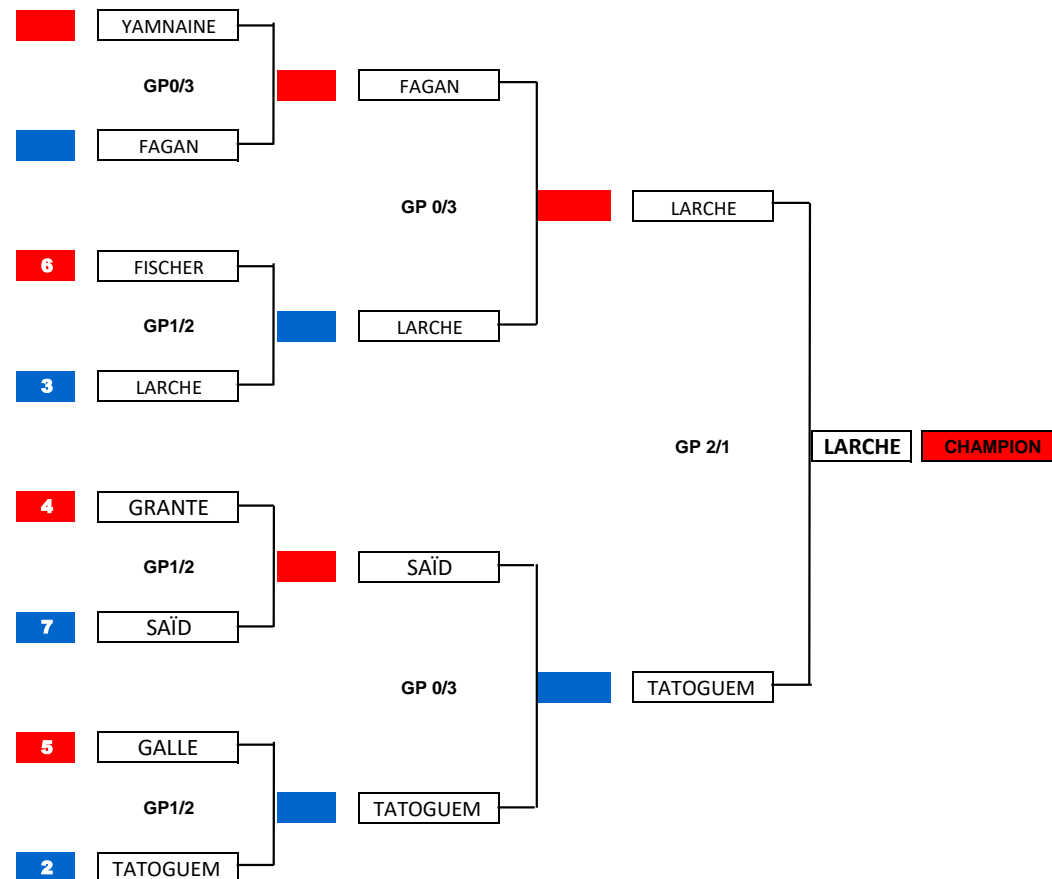 YAMNAINE
GP0/3
FAGAN
FAGAN
GP 0/3
LARCHE
6 FISCHER
GP1/2
LARCHE
3 LARCHE
GP 2/1
LARCHE CHAMPION
4 GRANTE
GP1/2
SAÏD
7 SAÏD
GP 0/3
TATOGUEM
5 GALLE
GP1/2
TATOGUEM
2 TATOGUEM